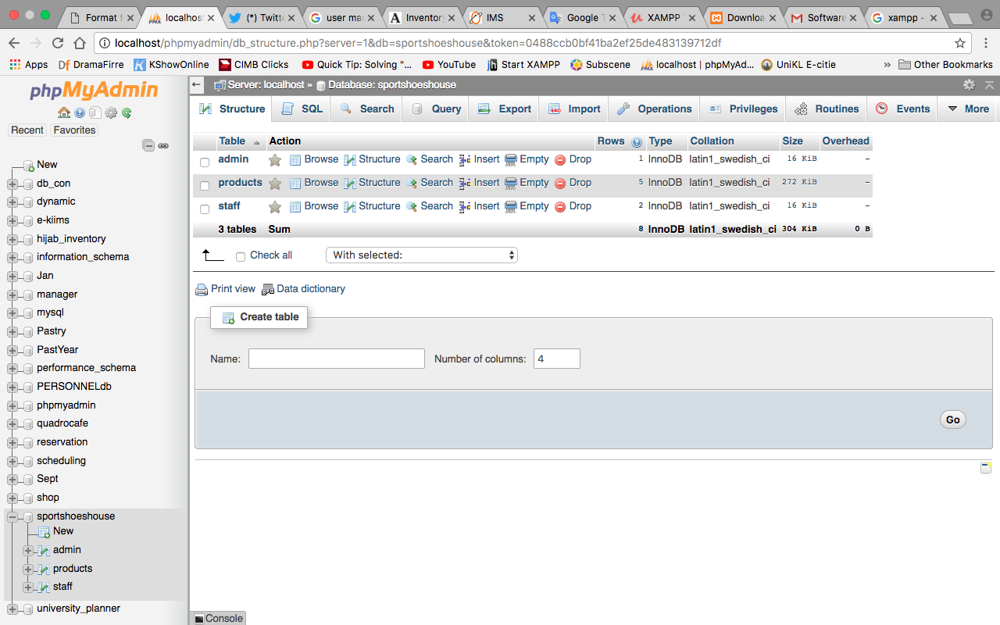 Format f localhos (*) Twitte user man Inventory IMS Google T XAMPP T Downloa Software xampp -
localhost/phpmyadmin/db_structure.php?server=1&db=sportshoeshouse&token=0488ccb0bf41ba2ef25de483139712df
Apps DramaFirre KShowOnline CIMB Clicks Quick Tip: Solving "... YouTube Start XAMPP Subscene localhost | phpMyAd... UniKL E-citie » Other Bookmarks
phpMyAdmin
Recent Favorites
New
db_con
dynamic
e-kiims
hijab_inventory
information_schema
Jan
manager
mysql
Pastry
PastYear
performance_schema
PERSONNELdb
phpmyadmin
quadrocafe
reservation
scheduling
Sept
shop
sportshoeshouse
New
admin
products
staff
university_planner
Server: localhost » Database: sportshoeshouse
Structure SQL Search Query Export Import Operations Privileges Routines Events More
Table Action Rows Type Collation Size Overhead
admin Browse Structure Search Insert Empty Drop 1 InnoDB latin1_swedish_ci 16 KiB -
products Browse Structure Search Insert Empty Drop 5 InnoDB latin1_swedish_ci 272 KiB -
staff Browse Structure Search Insert Empty Drop 2 InnoDB latin1_swedish_ci 16 KiB -
3 tables Sum 8 InnoDB latin1_swedish_ci 304 KiB 0 B
Check all With selected:
Print view Data dictionary
Create table
Name: Number of columns: 4
Go
Console